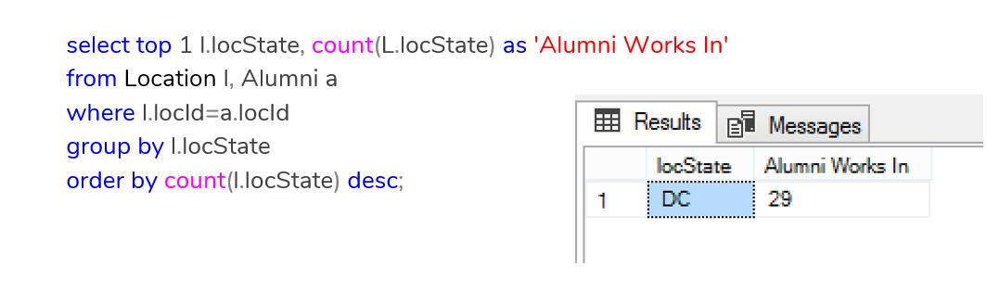 select top 1 l.locState, count(L.locState) as 'Alumni Works In'
from Location l, Alumni a
where l.locId=a.locId
group by l.locState
order by count(l.locState) desc;
Results Messages
locState Alumni Works In
1 DC 29